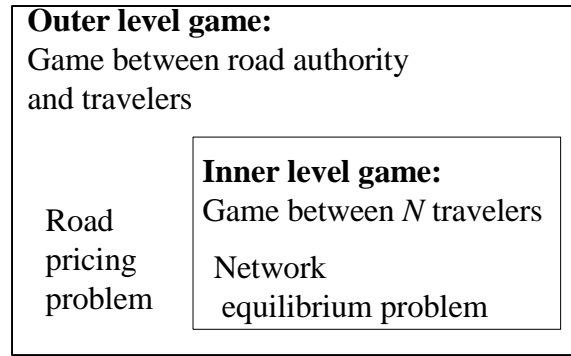 Outer level game:
Game between road authority
and travelers
Inner level game:
Game between N travelers
Road
pricing
problem
Network
equilibrium problem